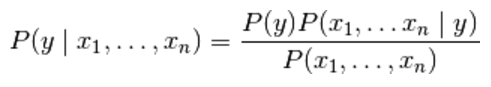 P(y | x₁, . . . , xₙ) = P(y)P(x₁, . . . xₙ | y) / P(x₁, . . . , xₙ)